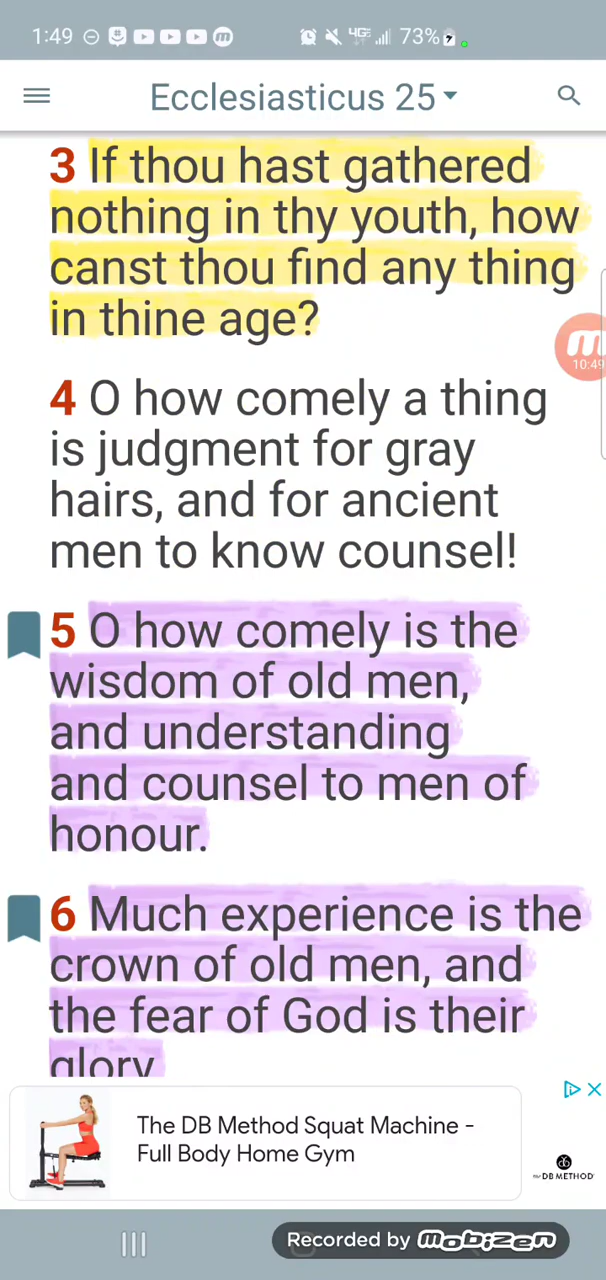 1:49
4G
73%
Ecclesiasticus 25
3 If thou hast gathered
nothing in thy youth, how
canst thou find any thing
in thine age?
10:49
4 O how comely a thing
is judgment for gray
hairs, and for ancient
men to know counsel!
5 O how comely is the
wisdom of old men,
and understanding
and counsel to men of
honour.
6 Much experience is the
crown of old men, and
the fear of God is their
glory
The DB Method Squat Machine -
Full Body Home Gym
The DB METHOD
Recorded by mobizen